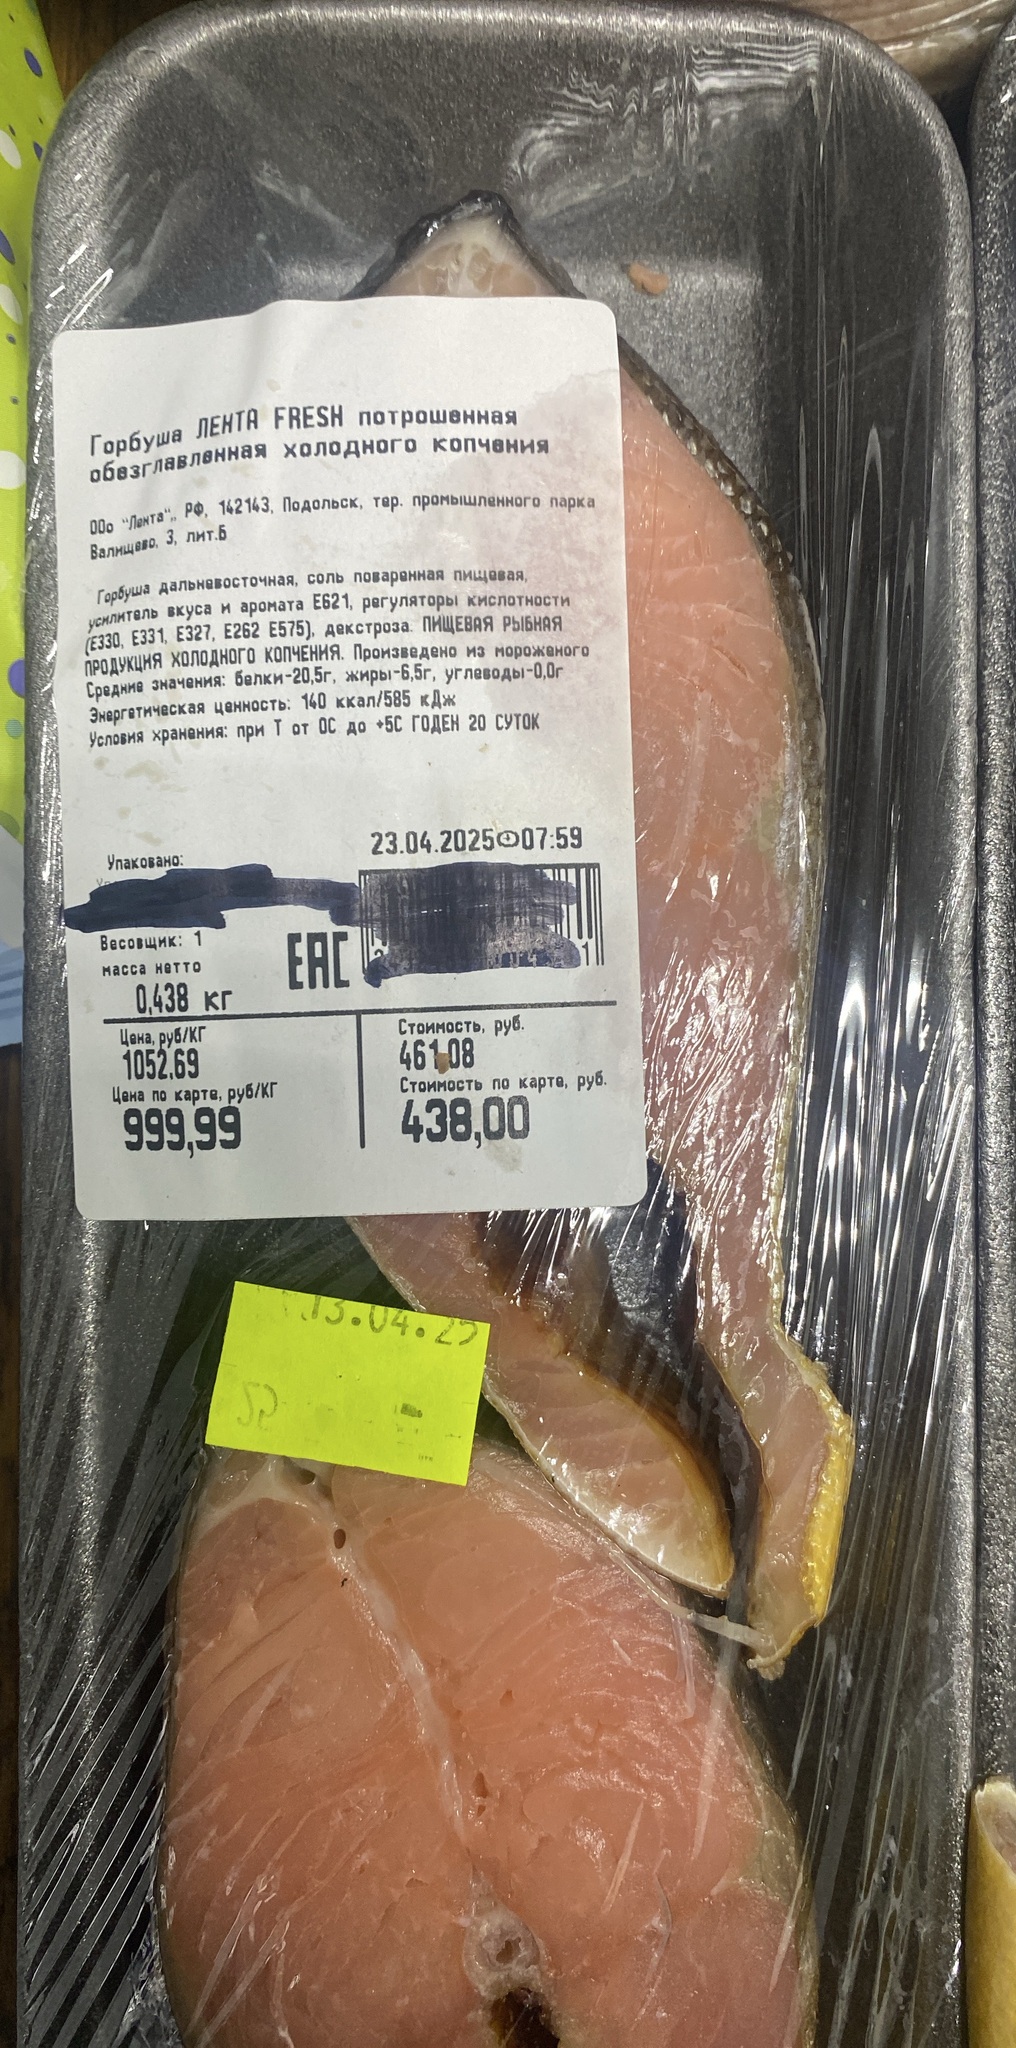 Горбуша ЛЕНТА FRESH потрошенная
обезглавленная холодного копчения
ООо "Лента",, РФ, 142143, Подольск, тер. промышленного парка
Валищево, 3, лит.Б
Горбуша дальневосточная, соль поваренная пищевая,
усилитель вкуса и аромата Е621, регуляторы кислотности
(Е330, Е331, Е327, Е262 Е575), декстроза. ПИЩЕВАЯ РЫБНАЯ
ПРОДУКЦИЯ ХОЛОДНОГО КОПЧЕНИЯ. Произведено из мороженого
Средние значения: белки-20,5г, жиры-6,5г, углеводы-0,0г
Энергетическая ценность: 140 ккал/585 кДж
Условия хранения: при Т от 0С до +5С ГОДЕН 20 СУТОК
23.04.2025 07:59
Упаковано:
Весовщик: 1
масса нетто
0,438 кг
EAC
Цена, руб/КГ
1052,69
Цена по карте, руб/КГ
999,99
Стоимость, руб.
461,08
Стоимость по карте, руб.
438,00
13.04.25